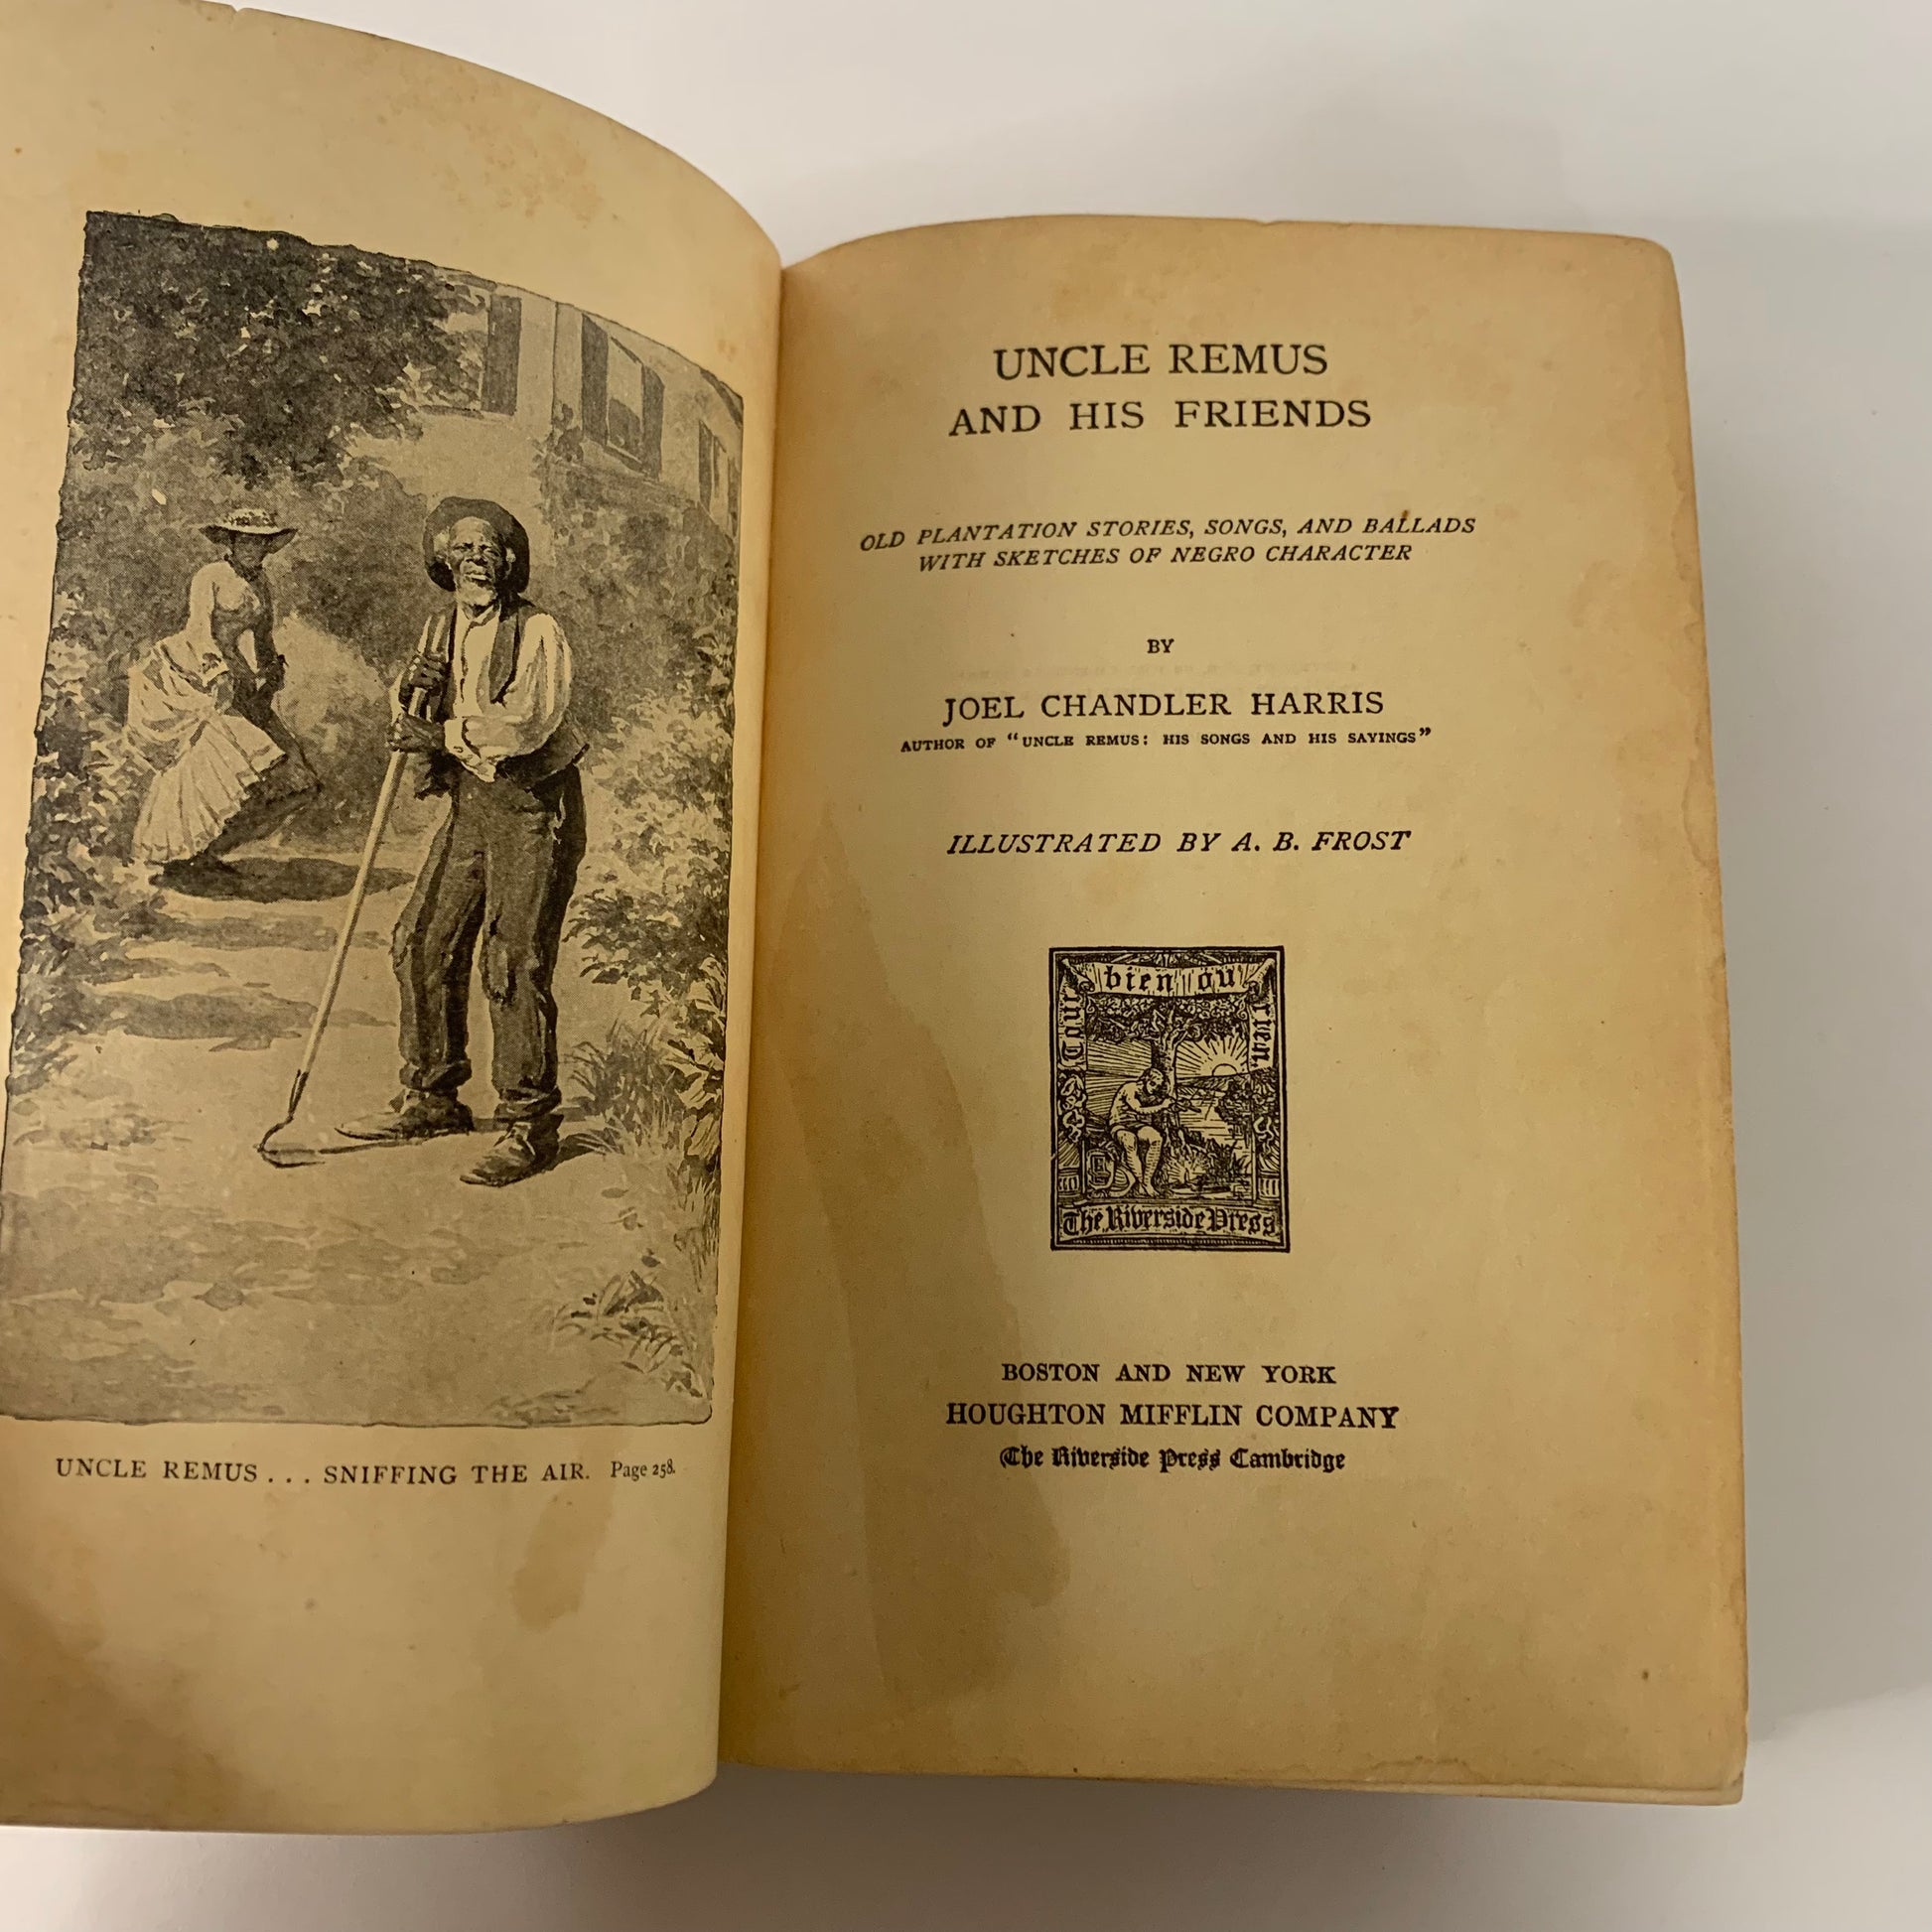 UNCLE REMUS . . . SNIFFING THE AIR. Page 258.
UNCLE REMUS
AND HIS FRIENDS
OLD PLANTATION STORIES, SONGS, AND BALLADS
WITH SKETCHES OF NEGRO CHARACTER
BY
JOEL CHANDLER HARRIS
AUTHOR OF "UNCLE REMUS: HIS SONGS AND HIS SAYINGS"
ILLUSTRATED BY A. B. FROST
Tout
bien ou
rien.
The Riverside Press
BOSTON AND NEW YORK
HOUGHTON MIFFLIN COMPANY
The Riverside Press Cambridge